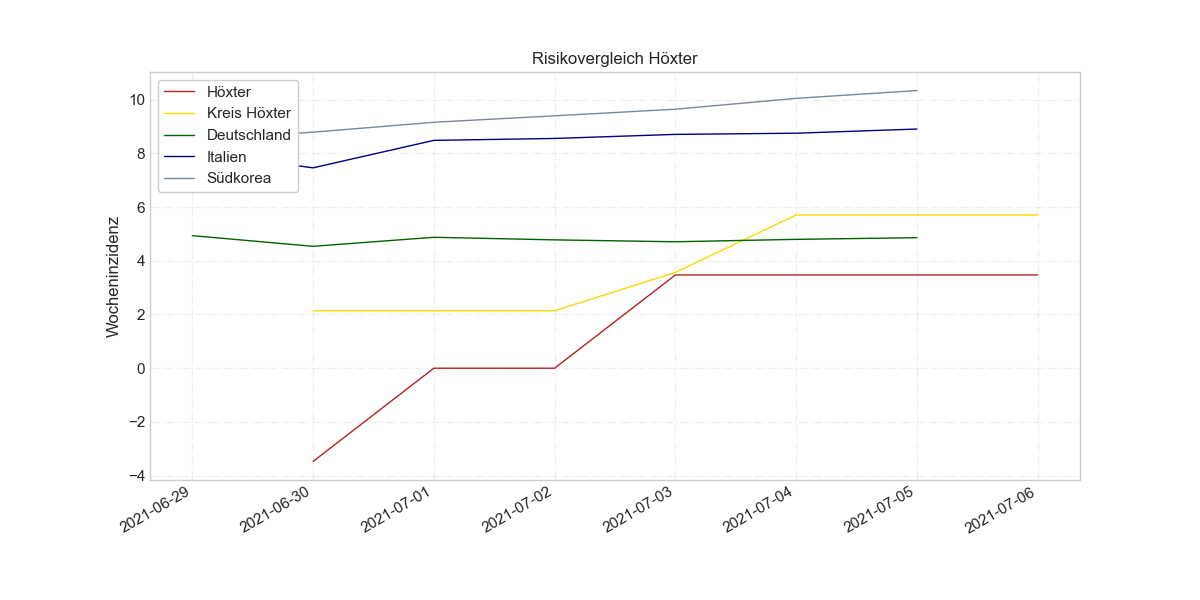 Risikovergleich Höxter
Höxter
Kreis Höxter
Deutschland
Italien
Südkorea
Wocheninzidenz
10
8
6
4
2
0
−2
−4
2021-06-29
2021-06-30
2021-07-01
2021-07-02
2021-07-03
2021-07-04
2021-07-05
2021-07-06